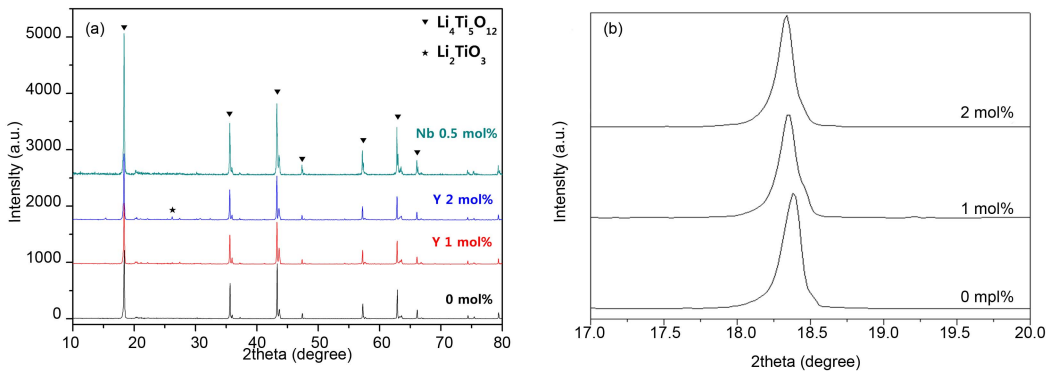 (a)
Li4Ti5O12
Li2TiO3
Nb 0.5 mol%
Y 2 mol%
Y 1 mol%
0 mol%
5000
4000
3000
2000
1000
0
Intensity (a.u.)
10 20 30 40 50 60 70 80
2theta (degree)
(b)
2 mol%
1 mol%
0 mpl%
Intensity (a.u.)
17.0 17.5 18.0 18.5 19.0 19.5 20.0
2theta (degree)